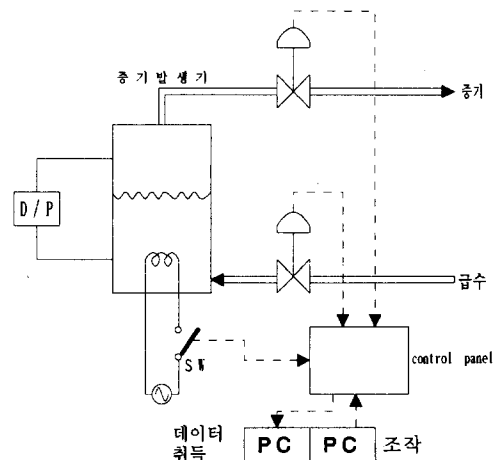 증기발생기
증기
D/P
급수
SW
control panel
데이터
취득
PC
PC
조작